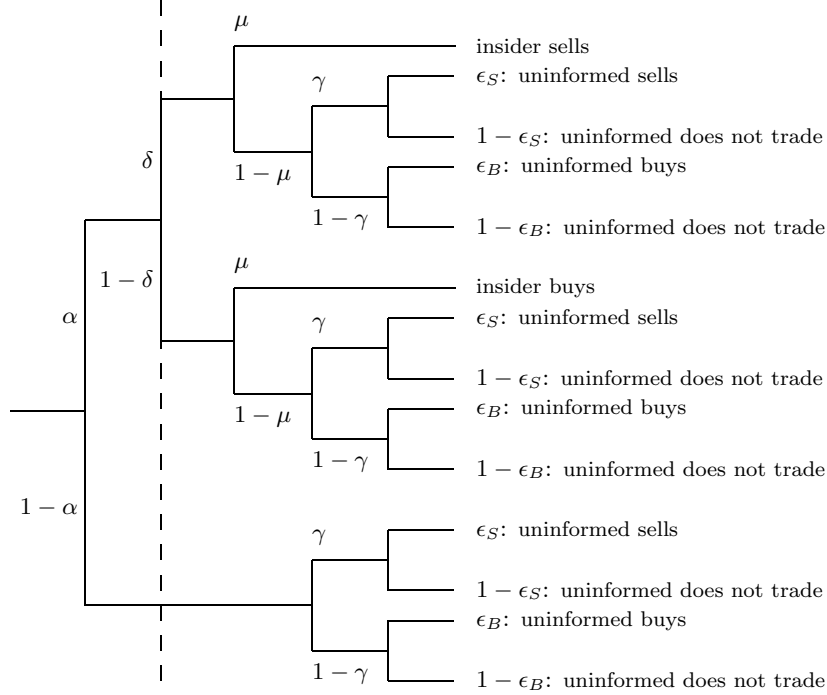 μ
insider sells
γ
ϵ_S: uninformed sells
δ
1 − ϵ_S: uninformed does not trade
1 − μ
ϵ_B: uninformed buys
1 − γ
1 − ϵ_B: uninformed does not trade
μ
1 − δ
insider buys
α
γ
ϵ_S: uninformed sells
1 − ϵ_S: uninformed does not trade
1 − μ
ϵ_B: uninformed buys
1 − γ
1 − ϵ_B: uninformed does not trade
1 − α
γ
ϵ_S: uninformed sells
1 − ϵ_S: uninformed does not trade
ϵ_B: uninformed buys
1 − γ
1 − ϵ_B: uninformed does not trade